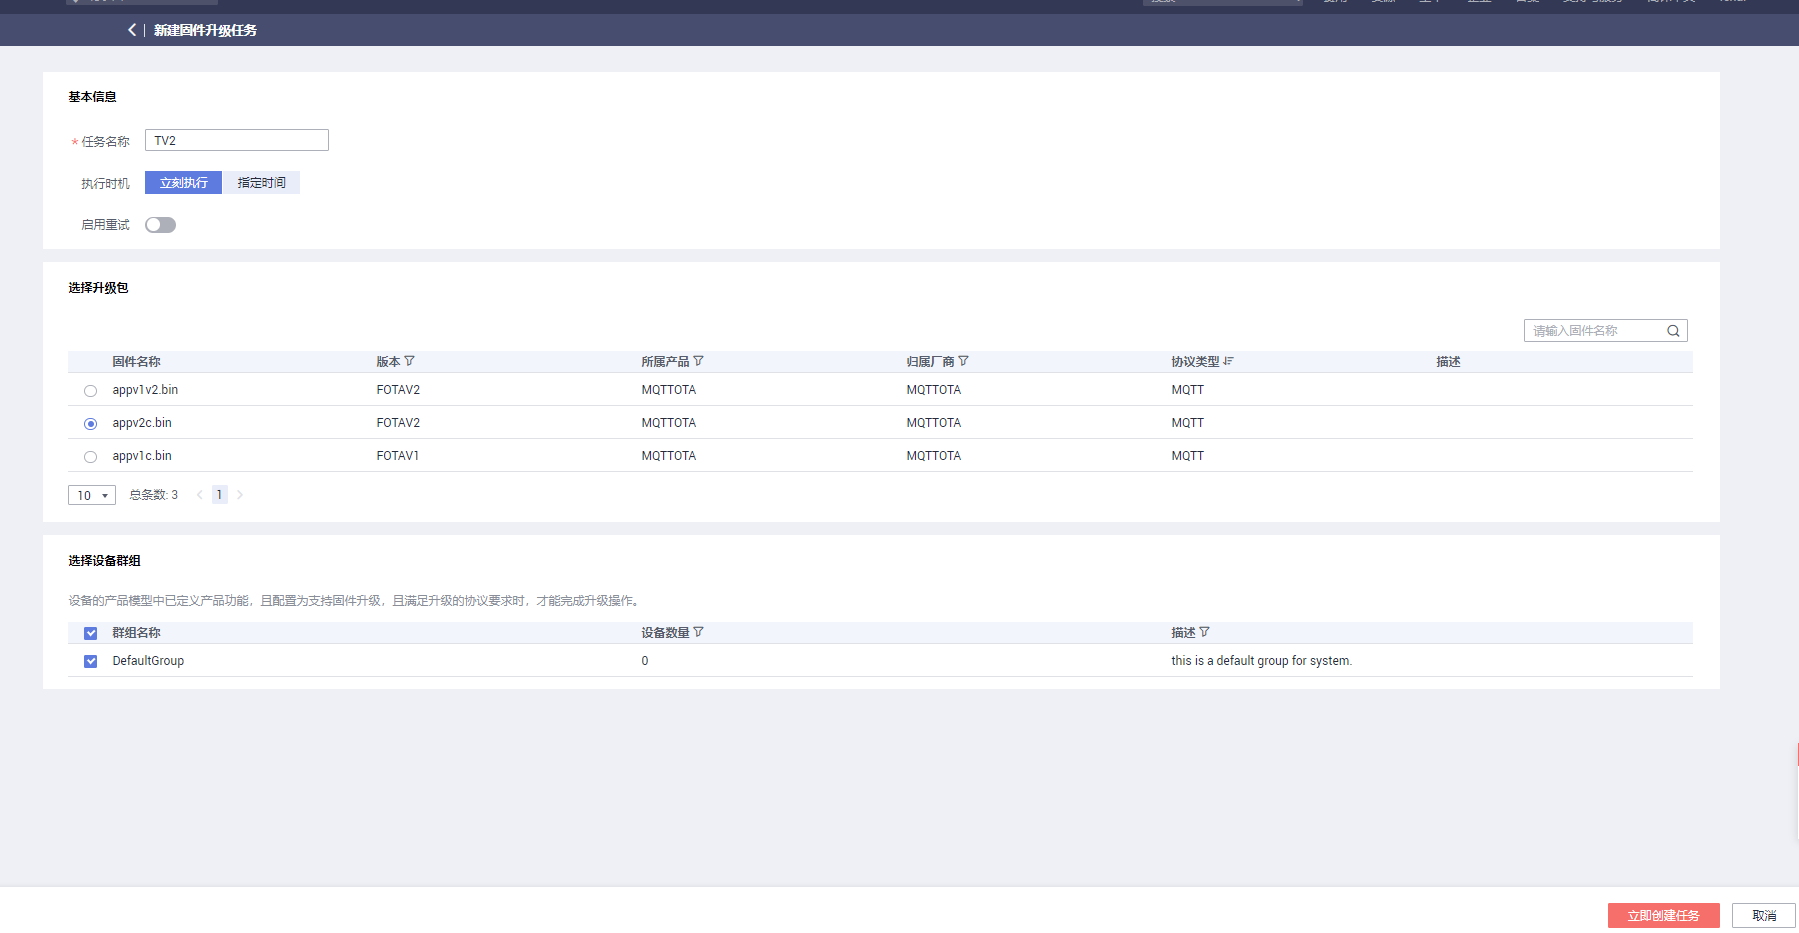 新建固件升级任务
基本信息
* 任务名称 TV2
执行时机 立刻执行 指定时间
启用重试
选择升级包
请输入固件名称
固件名称 版本 所属产品 归属厂商 协议类型 描述
appv1v2.bin FOTAV2 MQTTOTA MQTTOTA MQTT
appv2c.bin FOTAV2 MQTTOTA MQTTOTA MQTT
appv1c.bin FOTAV1 MQTTOTA MQTTOTA MQTT
10 总条数: 3 1
选择设备群组
设备的产品模型中已定义产品功能，且配置为支持固件升级，且满足升级的协议要求时，才能完成升级操作。
群组名称 设备数量 描述
DefaultGroup 0 this is a default group for system.
立即创建任务 取消